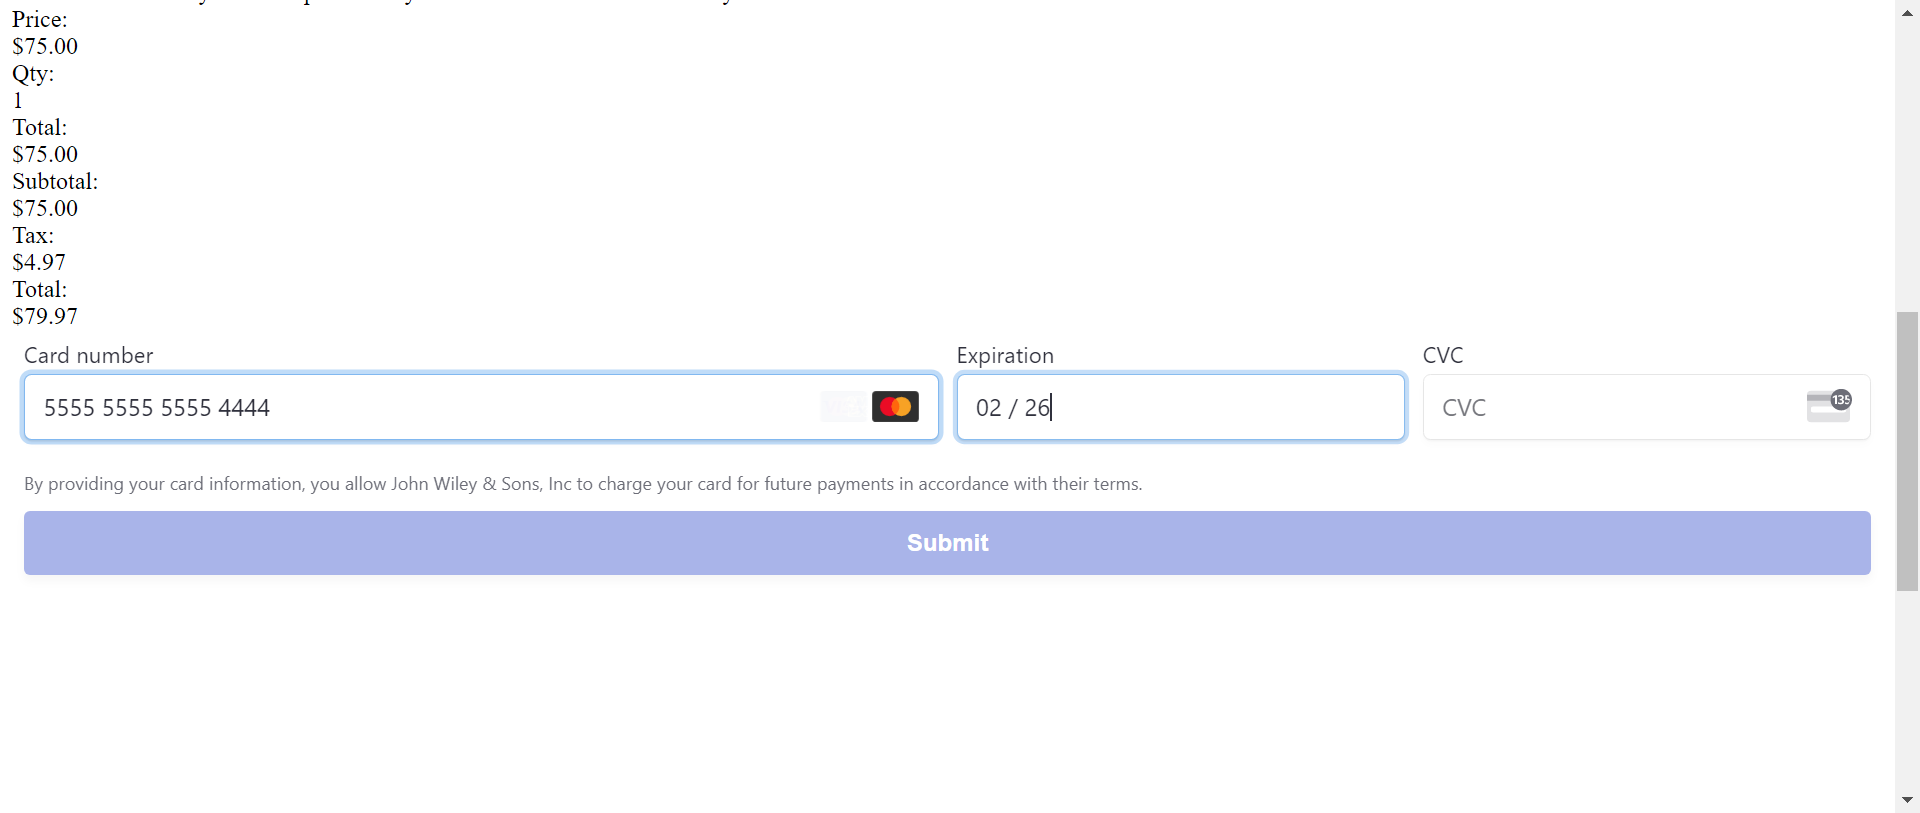 Price:
$75.00
Qty:
1
Total:
$75.00
Subtotal:
$75.00
Tax:
$4.97
Total:
$79.97
Card number Expiration CVC
5555 5555 5555 4444 02 / 26 CVC 135
By providing your card information, you allow John Wiley & Sons, Inc to charge your card for future payments in accordance with their terms.
Submit